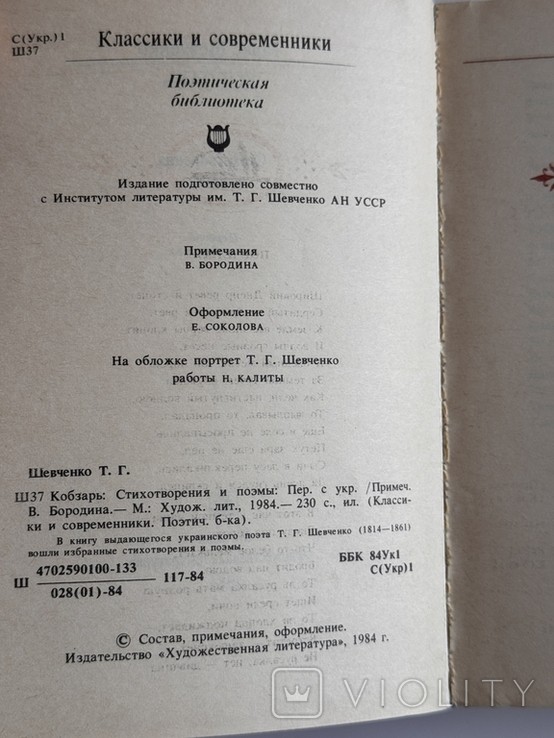 С(Укр.)1
Ш37
Классики и современники
Поэтическая
библиотека
Издание подготовлено совместно
с Институтом литературы им. Т. Г. Шевченко АН УССР
Примечания
В. БОРОДИНА
Оформление
Е. СОКОЛОВА
На обложке портрет Т. Г. Шевченко
работы Н. КАЛИТЫ
Шевченко Т. Г.
Ш37 Кобзарь: Стихотворения и поэмы: Пер. с укр. /Примеч.
В. Бородина.— М.: Худож. лит., 1984.— 230 с., ил. (Класси-
ки и современники. Поэтич. б-ка).
В книгу выдающегося украинского поэта Т. Г. Шевченко (1814—1861)
вошли избранные стихотворения и поэмы.
Ш 4702590100-133
028(01)-84
117-84
ББК 84Ук1
С(Укр)1
© Состав, примечания, оформление.
Издательство «Художественная литература», 1984 г.
VIOLITY